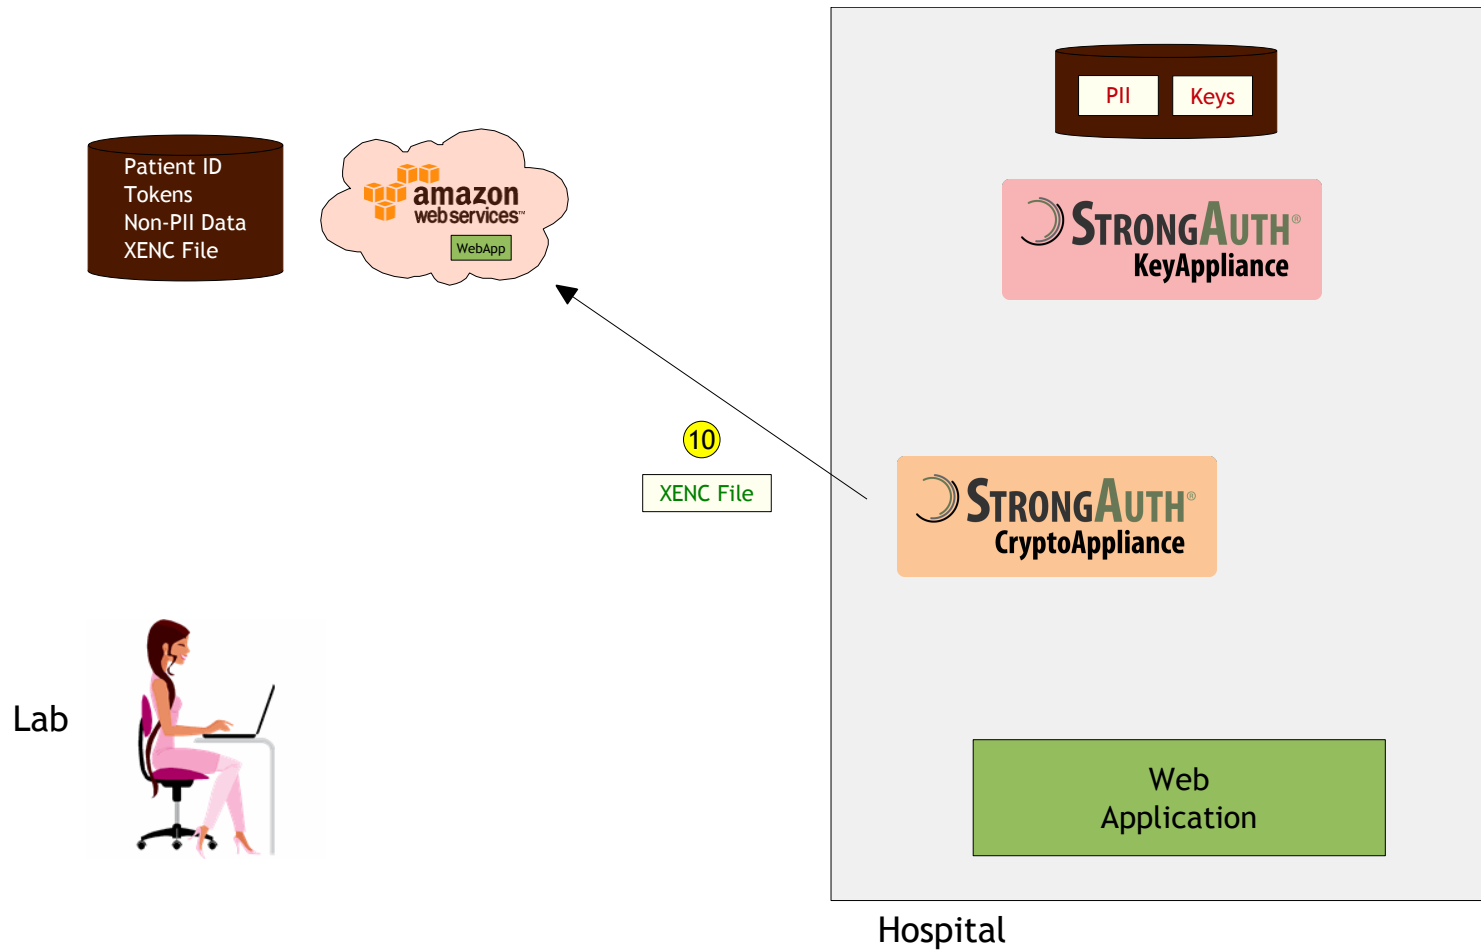 PII
Keys
Patient ID
Tokens
Non-PII Data
XENC File
amazon
webservices™
WebApp
STRONGAUTH®
KeyAppliance
10
XENC File
STRONGAUTH®
CryptoAppliance
Lab
Web
Application
Hospital